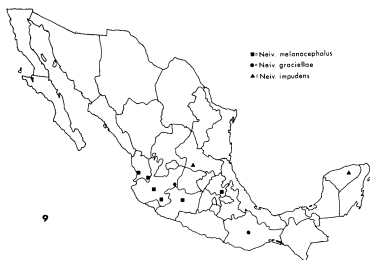 ■= Neiv. melanocephalus
●= Neiv. graciellae
▲= Neiv. impudens
9